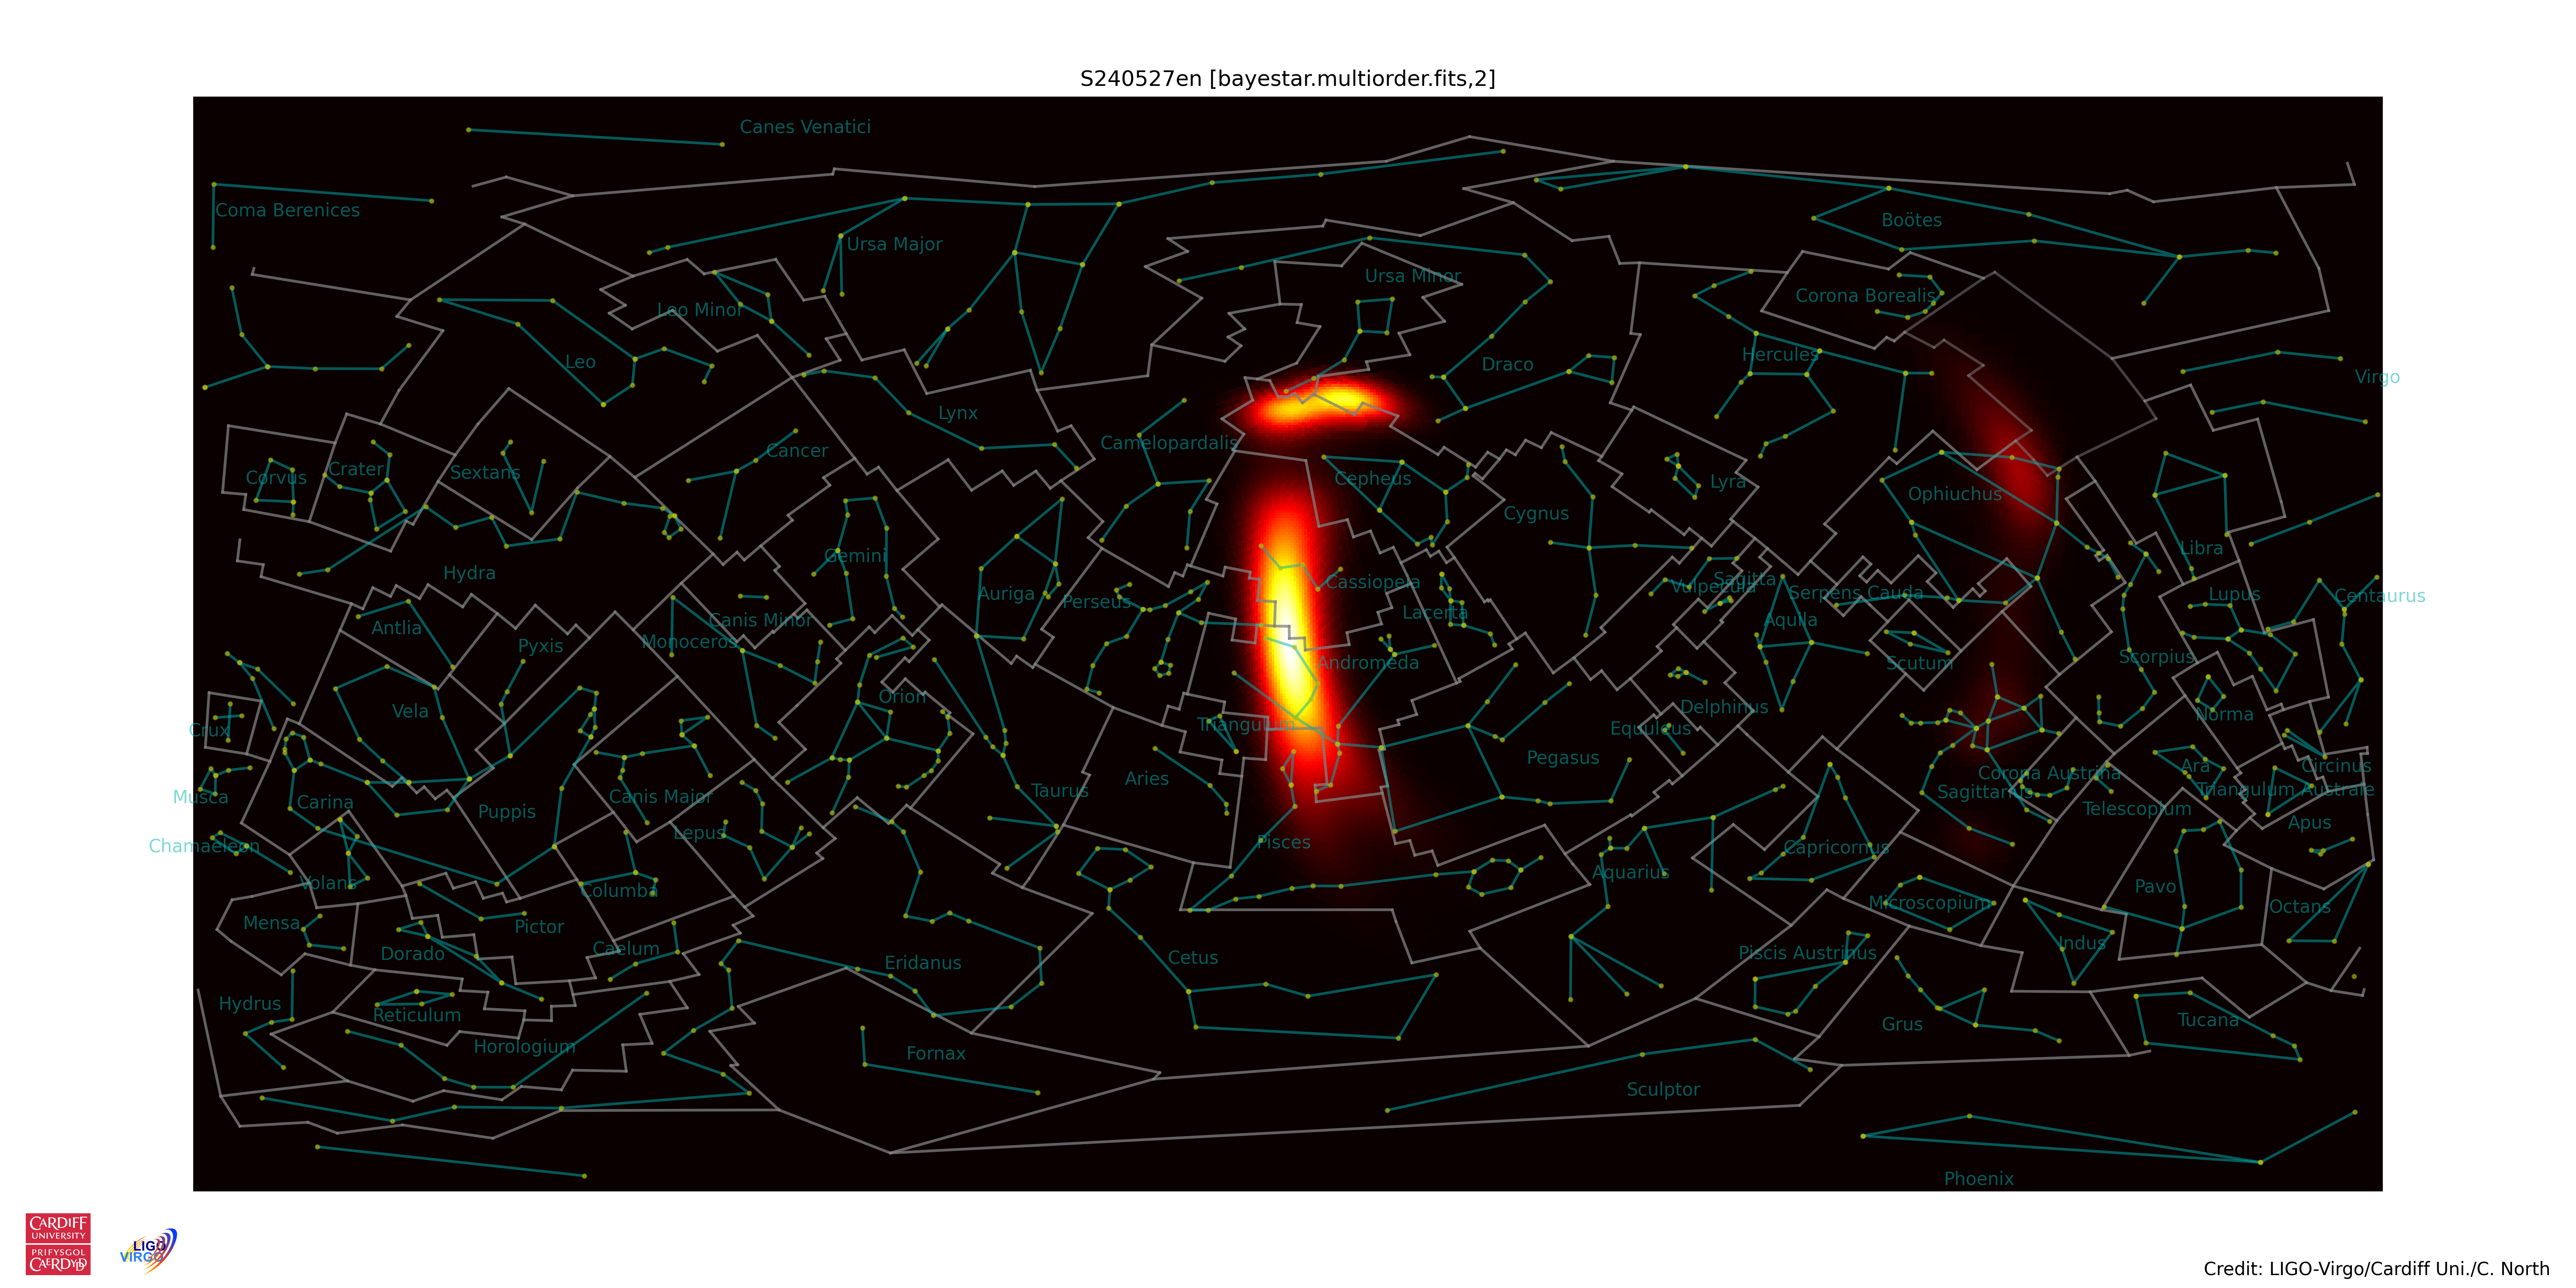 S240527en [bayestar.multiorder.fits,2]
Canes Venatici
Coma Berenices
Boötes
Ursa Major
Ursa Minor
Corona Borealis
Leo Minor
Hercules
Leo
Draco
Virgo
Lynx
Camelopardalis
Cancer
Corvus
Crater
Sextans
Cepheus
Lyra
Ophiuchus
Cygnus
Libra
Gemini
Hydra
Cassiopeia
Sagitta
Vulpecula
Serpens Cauda
Auriga
Perseus
Lupus
Centaurus
Lacerta
Canis Minor
Aquila
Antlia
Monoceros
Pyxis
Scorpius
Andromeda
Scutum
Orion
Delphinus
Vela
Norma
Triangulum
Equuleus
Crux
Pegasus
Ara
Circinus
Corona Austrina
Aries
Triangulum Australe
Taurus
Sagittarius
Musca
Canis Major
Carina
Telescopium
Puppis
Apus
Lepus
Pisces
Chamaeleon
Capricornus
Aquarius
Volans
Pavo
Columba
Microscopium
Octans
Mensa
Pictor
Indus
Caelum
Dorado
Piscis Austrinus
Cetus
Eridanus
Hydrus
Reticulum
Tucana
Grus
Horologium
Fornax
Sculptor
Phoenix
CARDIFF
UNIVERSITY
PRIFYSGOL
CAERDYDD
LIGO
VIRGO
Credit: LIGO-Virgo/Cardiff Uni./C. North